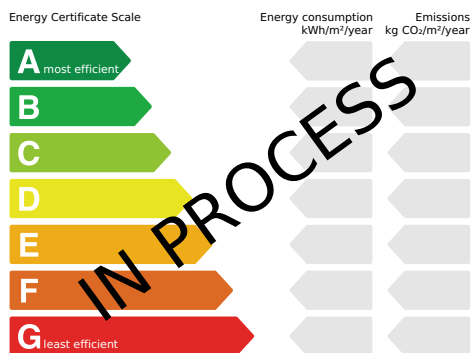 Energy Certificate Scale
Energy consumption
kWh/m²/year
Emissions
kg CO₂/m²/year
A most efficient
B
C
D
E
F
G least efficient
IN PROCESS